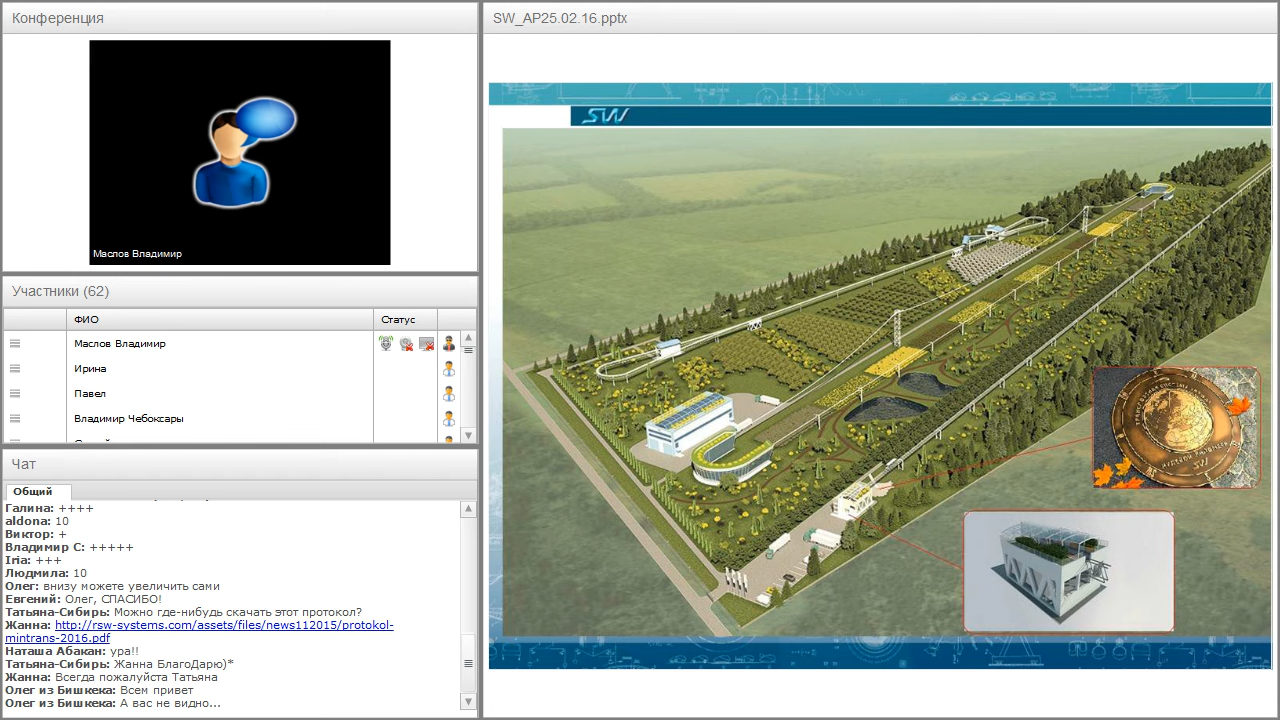 Конференция
Маслов Владимир
Участники (62)
ФИО
Статус
Маслов Владимир
Ирина
Павел
Владимир Чебоксары
Чат
Общий
Галина: ++++
aldona: 10
Виктор: +
Владимир С: +++++
Iria: +++
Людмила: 10
Олег: внизу можете увеличить сами
Евгений: Олег, СПАСИБО!
Татьяна-Сибирь: Можно где-нибудь скачать этот протокол?
Жанна: http://rsw-systems.com/assets/files/news112015/protokol-
mintrans-2016.pdf
Наташа Абакан: ура!!
Татьяна-Сибирь: Жанна БлагоДарю)*
Жанна: Всегда пожалуйста Татьяна
Олег из Бишкека: Всем привет
Олег из Бишкека: А вас не видно...
SW_AP25.02.16.pptx
SW